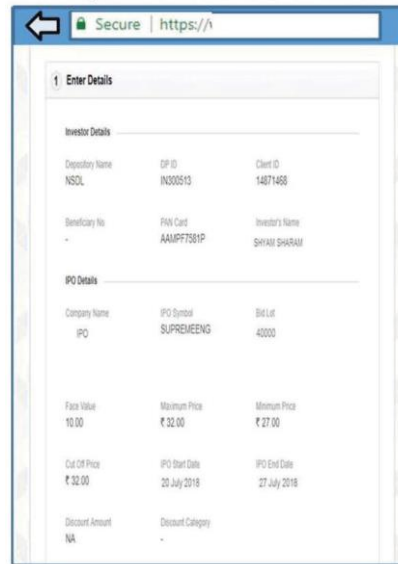 Secure | https://
1 Enter Details
Investor Details
Depository Name DP ID Client ID
NSDL IN300513 14871468
Beneficiary No PAN Card Investor's Name
- AAMPF7581P SHYAM SHARAM
IPO Details
Company Name IPO Symbol Bid Lot
IPO SUPREMEENG 40000
Face Value Maximum Price Minimum Price
10.00 ₹ 32.00 ₹ 27.00
Cut Off Price IPO Start Date IPO End Date
₹ 32.00 20 July 2018 27 July 2018
Discount Amount Discount Category
NA -